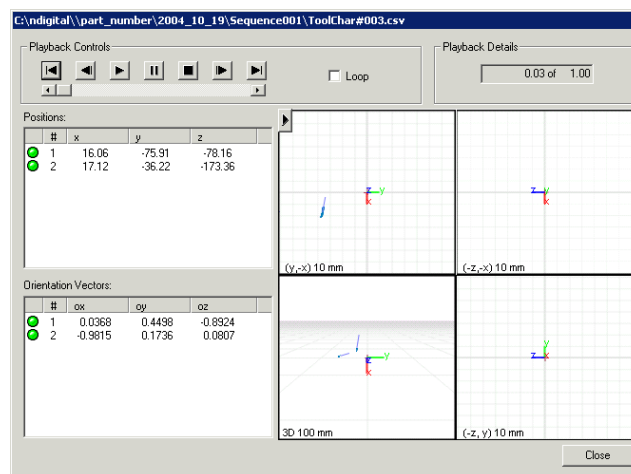 C:\ndigital\\part_number\2004_10_19\Sequence001\ToolChar#003.csv
Playback Controls
Loop
Playback Details
0.03 of 1.00
Positions:
# x y z
1 16.06 -75.91 -78.16
2 17.12 -36.22 -173.36
Orientation Vectors:
# ox oy oz
1 0.0368 0.4498 -0.8924
2 -0.9815 0.1736 0.0807
z y
x
(y,-x) 10 mm
z y
x
(-z,-x) 10 mm
y
z
x
3D 100 mm
y
z x
(-z, y) 10 mm
Close